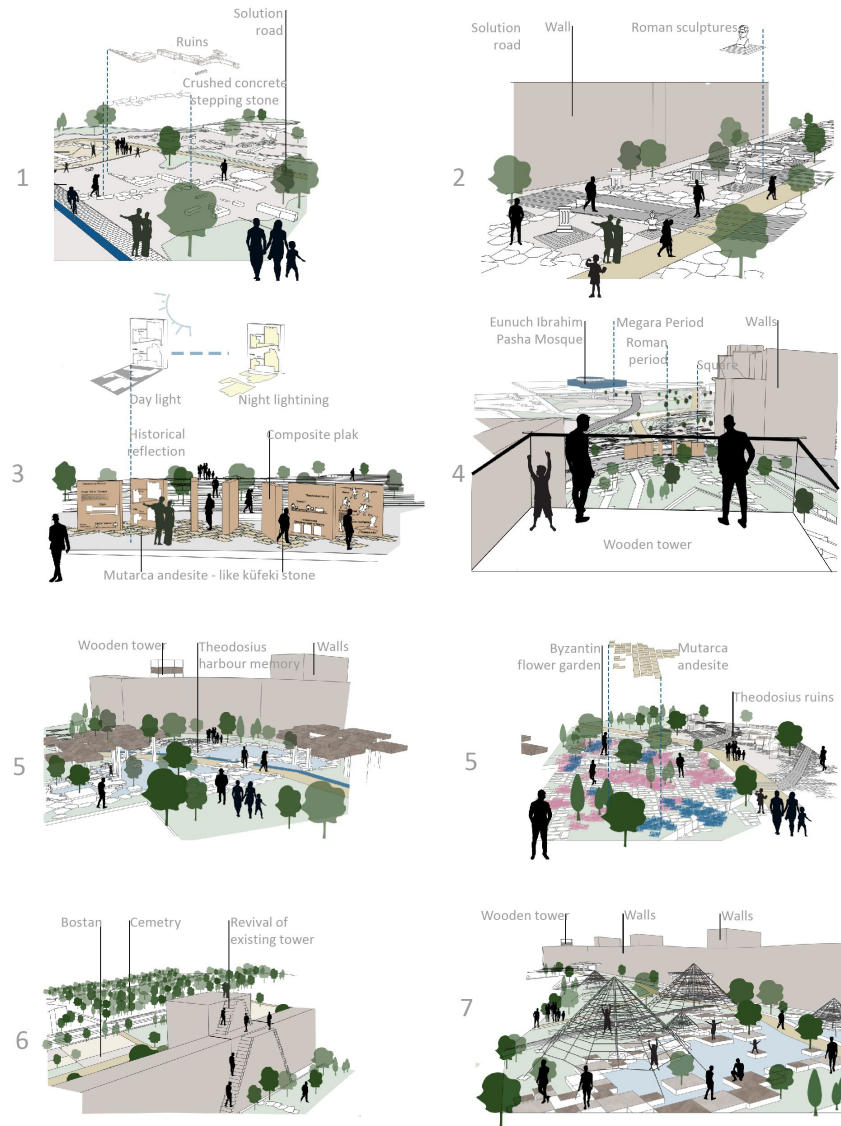 Solution
road
Ruins
Crushed concrete
stepping stone
1
Solution
road
Wall
Roman sculptures
2
Day light
Night lightining
Historical
reflection
Composite plak
3
Mutarca andesite - like küfeki stone
Eunuch Ibrahim
Pasha Mosque
Megara Period
Roman
period
Square
Walls
4
Wooden tower
Wooden tower
Theodosius
harbour memory
Walls
5
Byzantin
flower garden
Mutarca
andesite
Theodosius ruins
5
Bostan
Cemetry
Revival of
existing tower
6
Wooden tower
Walls
Walls
7